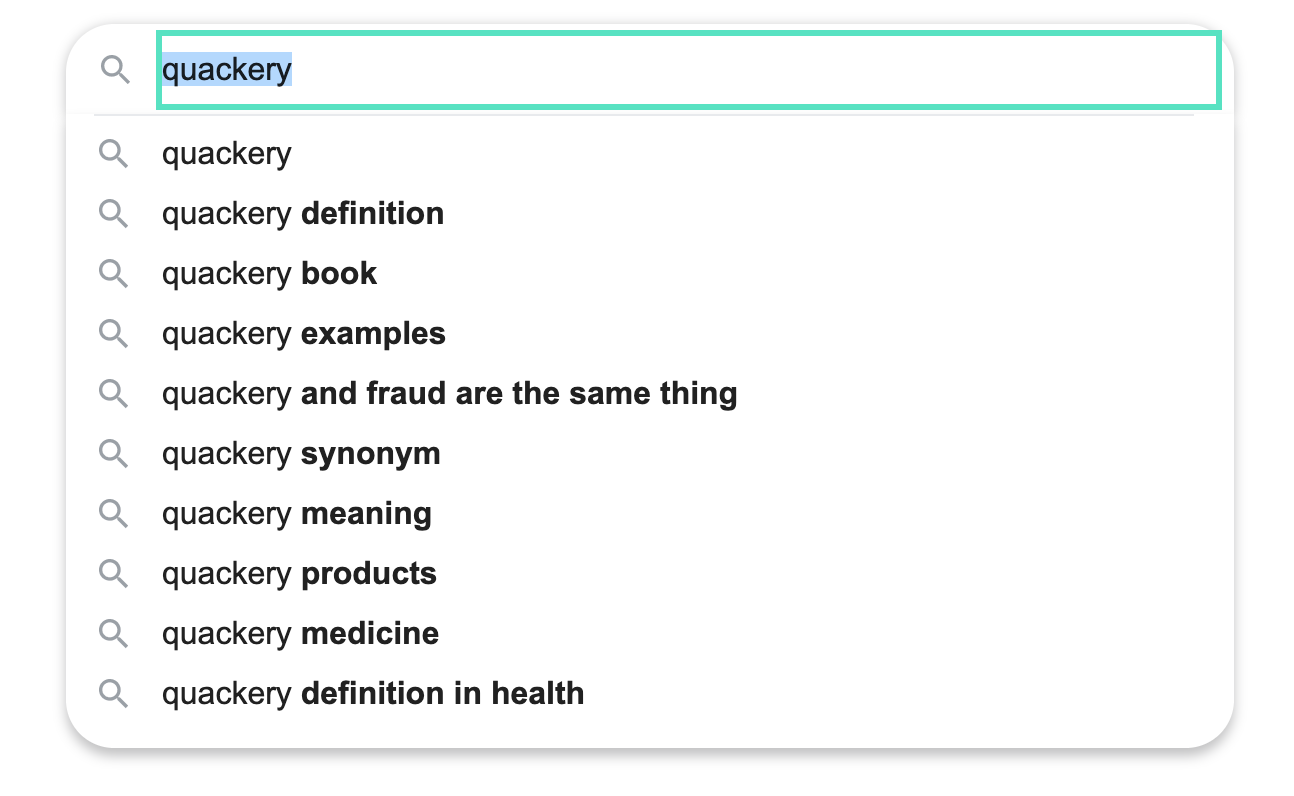 quackery
quackery
quackery definition
quackery book
quackery examples
quackery and fraud are the same thing
quackery synonym
quackery meaning
quackery products
quackery medicine
quackery definition in health